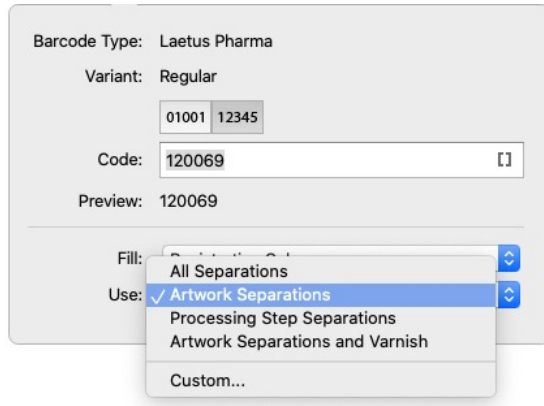 Barcode Type: Laetus Pharma
Variant: Regular
01001 12345
Code: 120069 []
Preview: 120069
Fill:
All Separations
Use: ✓ Artwork Separations
Processing Step Separations
Artwork Separations and Varnish
Custom...